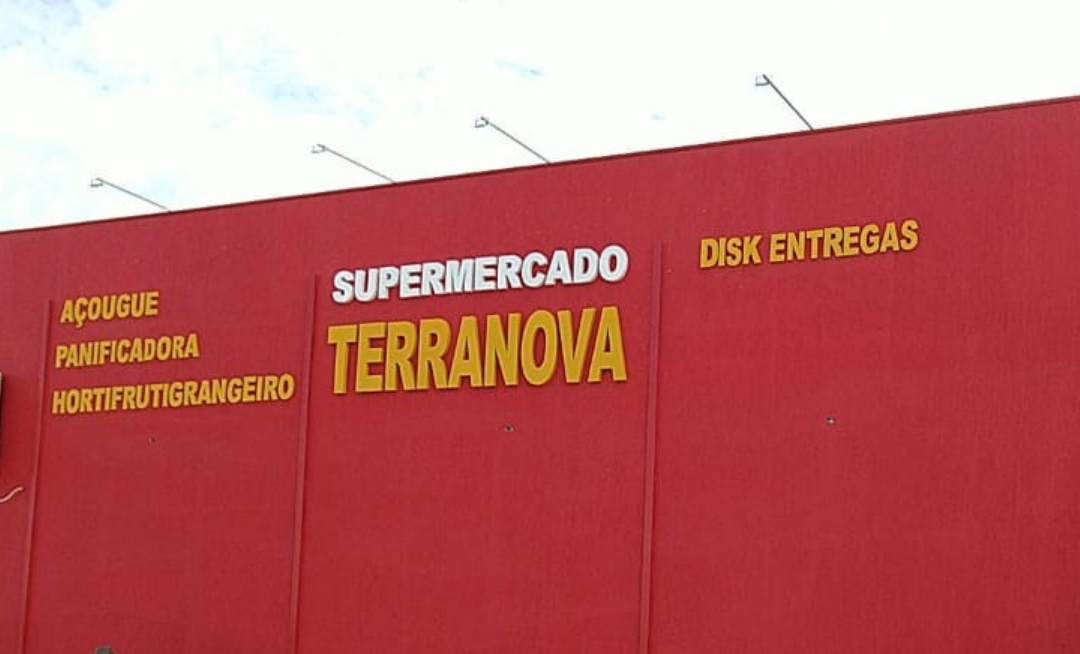 AÇOUGUE
PANIFICADORA
HORTIFRUTIGRANGEIRO
SUPERMERCADO
TERRANOVA
DISK ENTREGAS